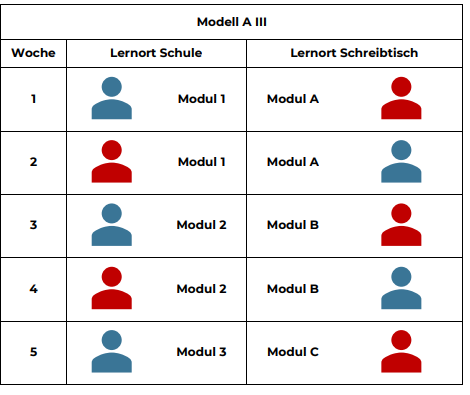 Modell A III
Woche Lernort Schule Lernort Schreibtisch
1 Modul 1 Modul A
2 Modul 1 Modul A
3 Modul 2 Modul B
4 Modul 2 Modul B
5 Modul 3 Modul C